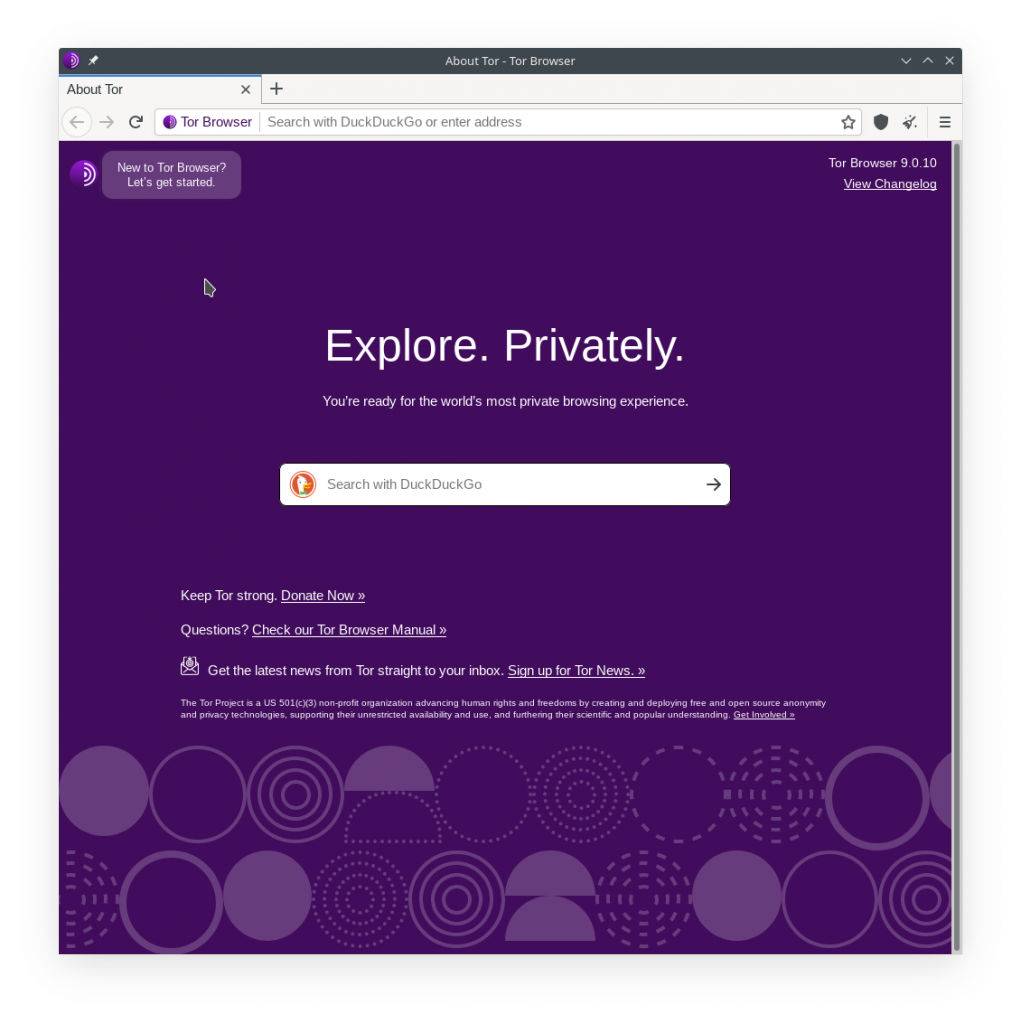 About Tor - Tor Browser
About Tor
Tor Browser
Search with DuckDuckGo or enter address
New to Tor Browser?
Let's get started.
Tor Browser 9.0.10
View Changelog
Explore. Privately.
You're ready for the world's most private browsing experience.
Search with DuckDuckGo
Keep Tor strong. Donate Now »
Questions? Check our Tor Browser Manual »
Get the latest news from Tor straight to your inbox. Sign up for Tor News. »
The Tor Project is a US 501(c)(3) non-profit organization advancing human rights and freedoms by creating and deploying free and open source anonymity
and privacy technologies, supporting their unrestricted availability and use, and furthering their scientific and popular understanding. Get Involved »